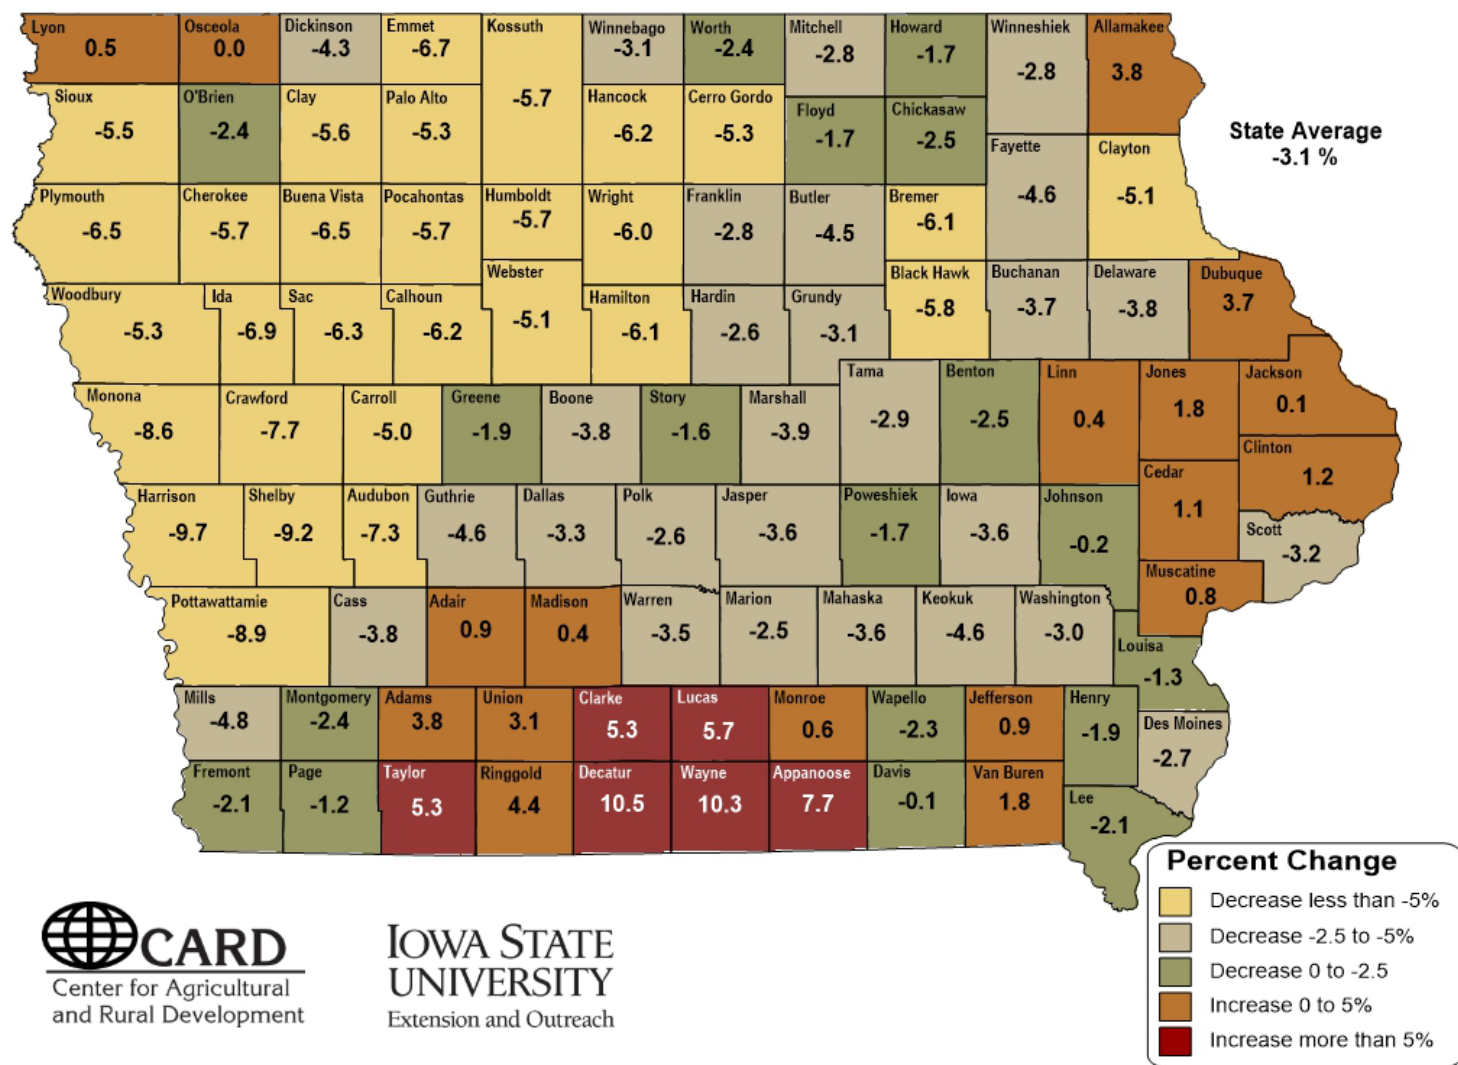 Lyon
0.5
Osceola
0.0
Dickinson
-4.3
Emmet
-6.7
Kossuth
-5.7
Winnebago
-3.1
Worth
-2.4
Mitchell
-2.8
Howard
-1.7
Winneshiek
-2.8
Allamakee
3.8
Sioux
-5.5
O'Brien
-2.4
Clay
-5.6
Palo Alto
-5.3
Hancock
-6.2
Cerro Gordo
-5.3
Floyd
-1.7
Chickasaw
-2.5
State Average
-3.1 %
Fayette
-4.6
Clayton
-5.1
Plymouth
-6.5
Cherokee
-5.7
Buena Vista
-6.5
Pocahontas
-5.7
Humboldt
-5.7
Wright
-6.0
Franklin
-2.8
Butler
-4.5
Bremer
-6.1
Woodbury
-5.3
Ida
-6.9
Sac
-6.3
Calhoun
-6.2
Webster
-5.1
Hamilton
-6.1
Hardin
-2.6
Grundy
-3.1
Black Hawk
-5.8
Buchanan
-3.7
Delaware
-3.8
Dubuque
3.7
Monona
-8.6
Crawford
-7.7
Carroll
-5.0
Greene
-1.9
Boone
-3.8
Story
-1.6
Marshall
-3.9
Tama
-2.9
Benton
-2.5
Linn
0.4
Jones
1.8
Jackson
0.1
Clinton
1.2
Cedar
1.1
Harrison
-9.7
Shelby
-9.2
Audubon
-7.3
Guthrie
-4.6
Dallas
-3.3
Polk
-2.6
Jasper
-3.6
Poweshiek
-1.7
Iowa
-3.6
Johnson
-0.2
Scott
-3.2
Muscatine
0.8
Pottawattamie
-8.9
Cass
-3.8
Adair
0.9
Madison
0.4
Warren
-3.5
Marion
-2.5
Mahaska
-3.6
Keokuk
-4.6
Washington
-3.0
Louisa
-1.3
Mills
-4.8
Montgomery
-2.4
Adams
3.8
Union
3.1
Clarke
5.3
Lucas
5.7
Monroe
0.6
Wapello
-2.3
Jefferson
0.9
Henry
-1.9
Des Moines
-2.7
Fremont
-2.1
Page
-1.2
Taylor
5.3
Ringgold
4.4
Decatur
10.5
Wayne
10.3
Appanoose
7.7
Davis
-0.1
Van Buren
1.8
Lee
-2.1
Percent Change
Decrease less than -5%
Decrease -2.5 to -5%
Decrease 0 to -2.5
Increase 0 to 5%
Increase more than 5%
CARD
Center for Agricultural
and Rural Development
IOWA STATE
UNIVERSITY
Extension and Outreach